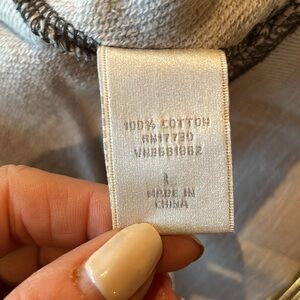 100% COTTON
RN17730
VN8681862
L
MADE IN
CHINA